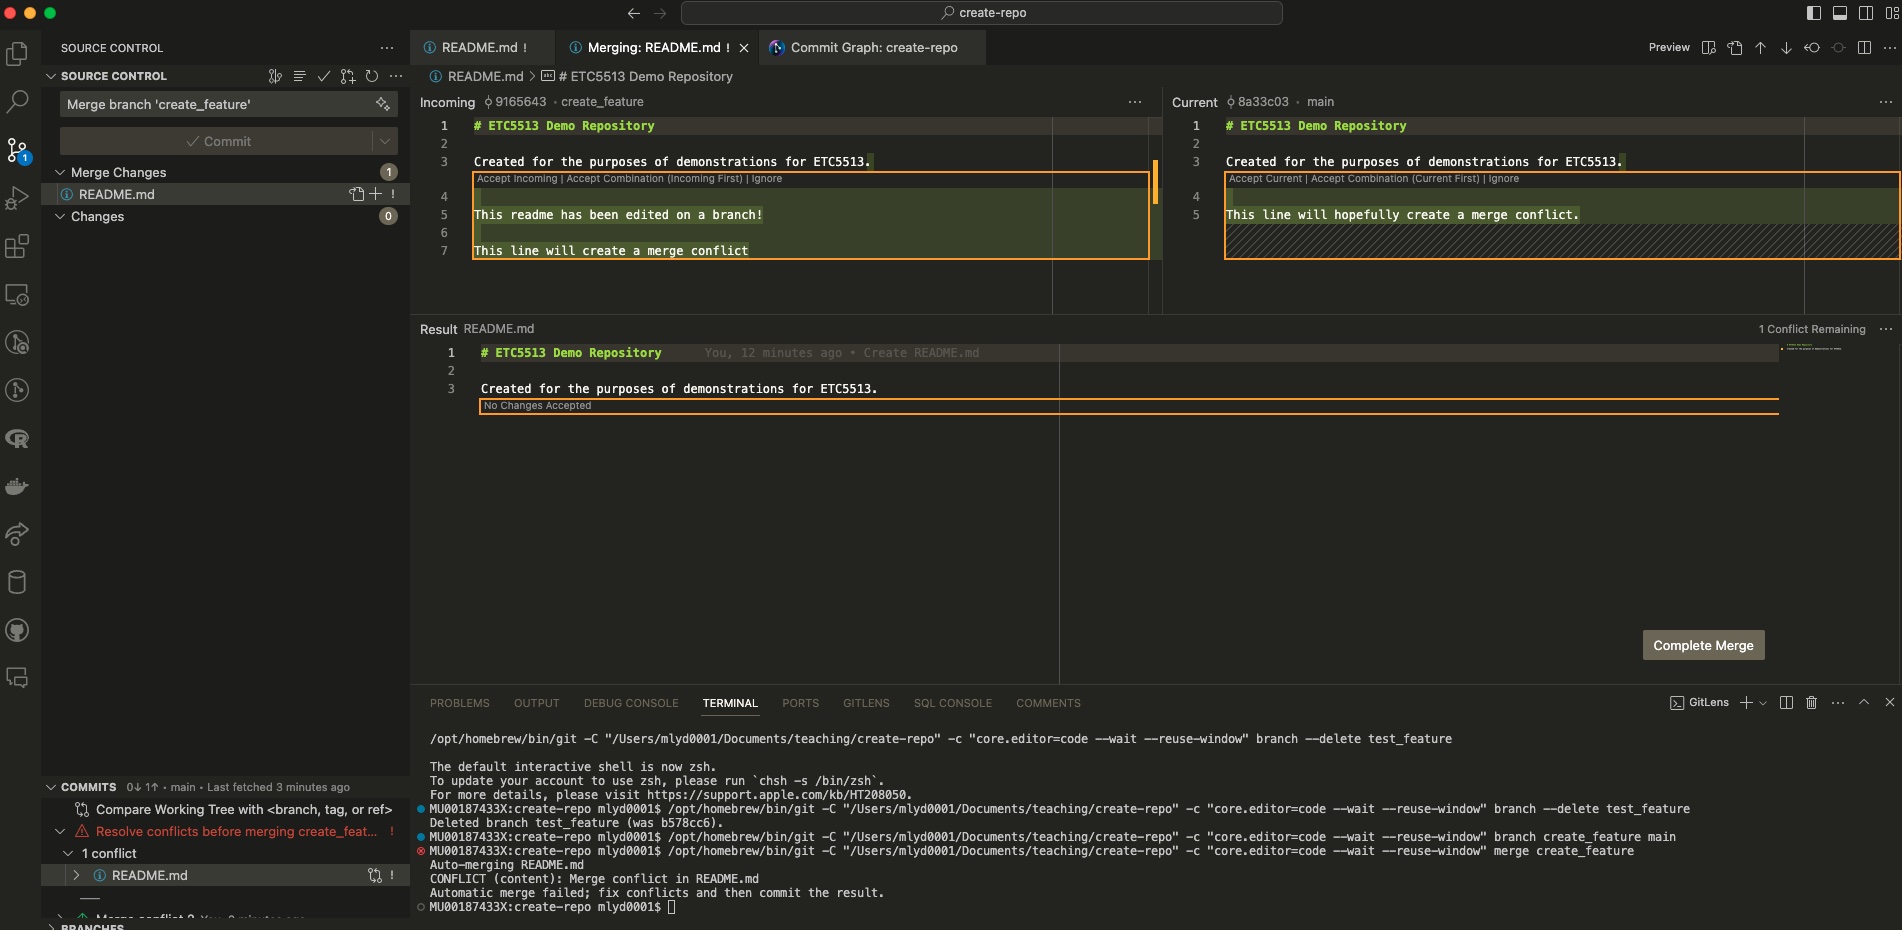 create-repo
SOURCE CONTROL
SOURCE CONTROL
Merge branch 'create_feature'
Commit
Merge Changes 1
README.md !
Changes 0
COMMITS 0↓ 1↑ • main • Last fetched 3 minutes ago
Compare Working Tree with <branch, tag, or ref>
Resolve conflicts before merging create_feat... !
1 conflict
README.md !
Merge conflict 2 You, 3 minutes ago
BRANCHES
README.md ! Merging: README.md ! Commit Graph: create-repo
Preview
README.md > # ETC5513 Demo Repository
Incoming 9165643 • create_feature
1 # ETC5513 Demo Repository
2
3 Created for the purposes of demonstrations for ETC5513.
Accept Incoming | Accept Combination (Incoming First) | Ignore
4
5 This readme has been edited on a branch!
6
7 This line will create a merge conflict
Current 8a33c03 • main
1 # ETC5513 Demo Repository
2
3 Created for the purposes of demonstrations for ETC5513.
Accept Current | Accept Combination (Current First) | Ignore
4
5 This line will hopefully create a merge conflict.
Result README.md
1 Conflict Remaining
1 # ETC5513 Demo Repository You, 12 minutes ago • Create README.md
2
3 Created for the purposes of demonstrations for ETC5513.
No Changes Accepted
Complete Merge
PROBLEMS OUTPUT DEBUG CONSOLE TERMINAL PORTS GITLENS SQL CONSOLE COMMENTS
GitLens
/opt/homebrew/bin/git -C "/Users/mlyd0001/Documents/teaching/create-repo" -c "core.editor=code --wait --reuse-window" branch --delete test_feature
The default interactive shell is now zsh.
To update your account to use zsh, please run `chsh -s /bin/zsh`.
For more details, please visit https://support.apple.com/kb/HT208050.
MU00187433X:create-repo mlyd0001$ /opt/homebrew/bin/git -C "/Users/mlyd0001/Documents/teaching/create-repo" -c "core.editor=code --wait --reuse-window" branch --delete test_feature
Deleted branch test_feature (was b578cc6).
MU00187433X:create-repo mlyd0001$ /opt/homebrew/bin/git -C "/Users/mlyd0001/Documents/teaching/create-repo" -c "core.editor=code --wait --reuse-window" branch create_feature main
MU00187433X:create-repo mlyd0001$ /opt/homebrew/bin/git -C "/Users/mlyd0001/Documents/teaching/create-repo" -c "core.editor=code --wait --reuse-window" merge create_feature
Auto-merging README.md
CONFLICT (content): Merge conflict in README.md
Automatic merge failed; fix conflicts and then commit the result.
MU00187433X:create-repo mlyd0001$